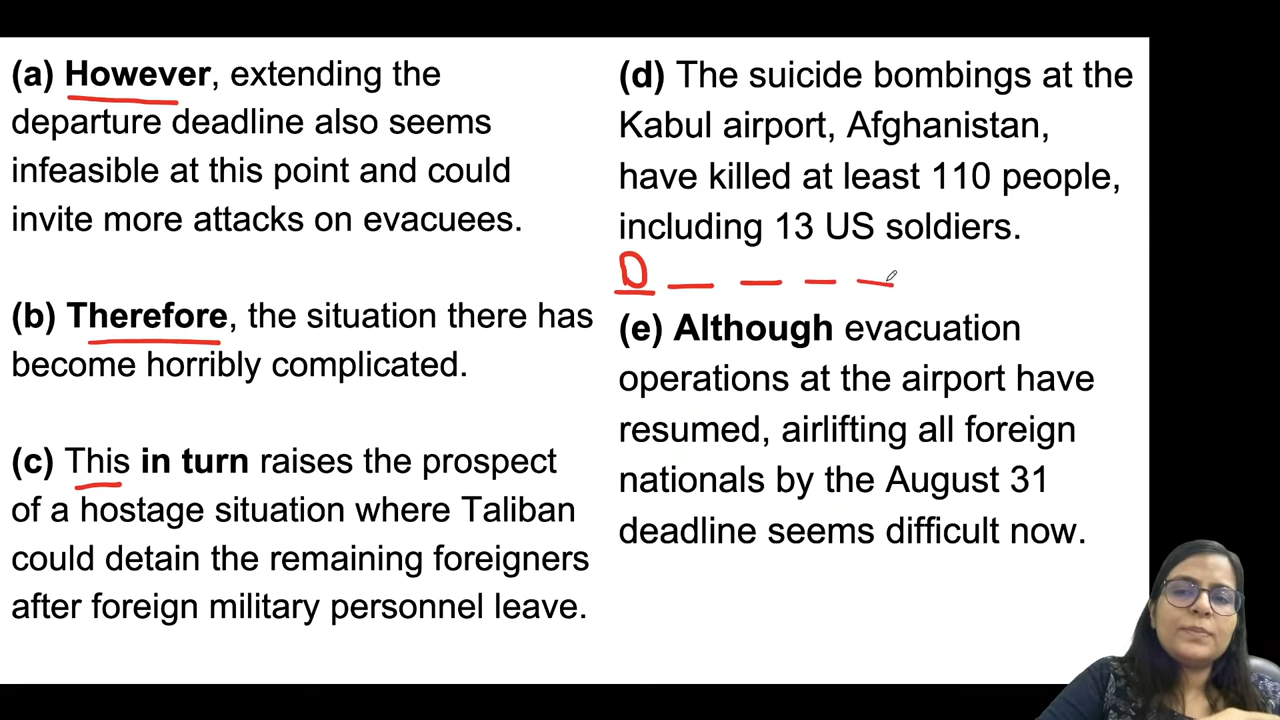 (a) However, extending the
departure deadline also seems
infeasible at this point and could
invite more attacks on evacuees.
(b) Therefore, the situation there has
become horribly complicated.
(c) This in turn raises the prospect
of a hostage situation where Taliban
could detain the remaining foreigners
after foreign military personnel leave.
(d) The suicide bombings at the
Kabul airport, Afghanistan,
have killed at least 110 people,
including 13 US soldiers.
D _ _ _ _
(e) Although evacuation
operations at the airport have
resumed, airlifting all foreign
nationals by the August 31
deadline seems difficult now.